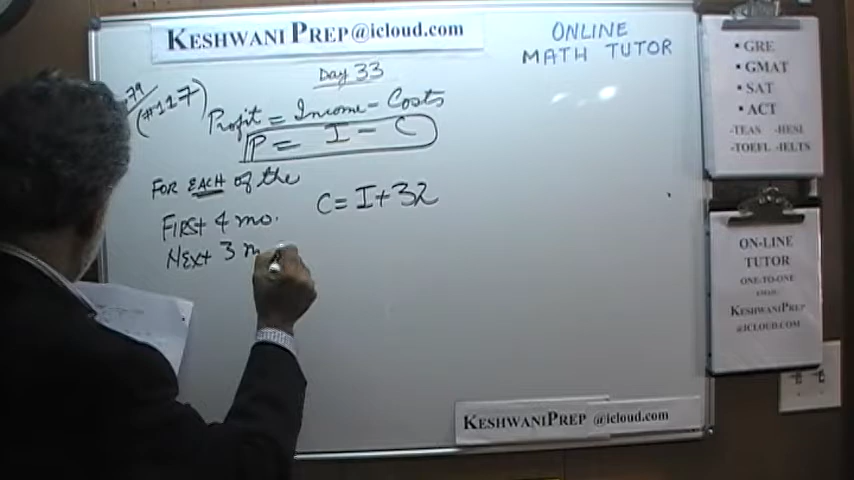 KESHWANIPREP@icloud.com
ONLINE
MATH TUTOR
Day 33
79
(#117)
Profit = Income - Costs
P = I - C
FOR EACH of the
FIRST 4 mo.
NEXT 3 m
C = I + 32
• GRE
• GMAT
• SAT
• ACT
-TEAS -HESI
-TOEFL -IELTS
ON-LINE
TUTOR
ONE-TO-ONE
EMAIL
KESHWANIPREP
@ICLOUD.COM
KESHWANIPREP @icloud.com